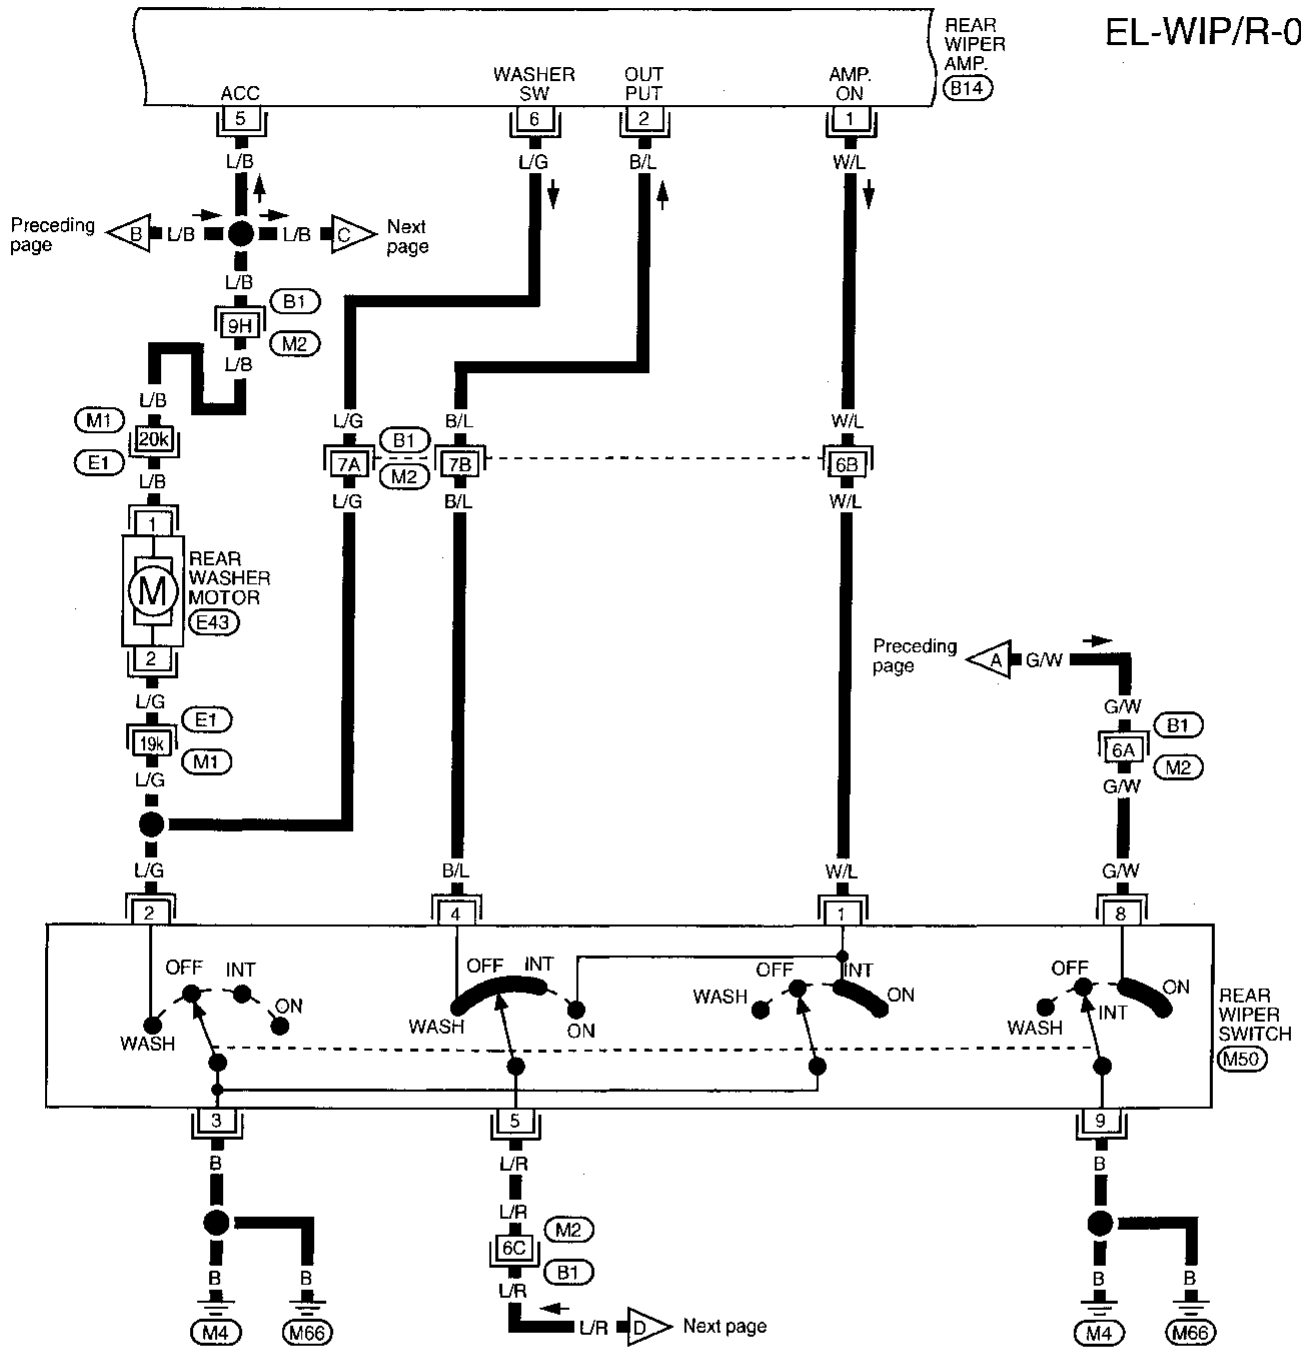 EL-WIP/R-0
REAR
WIPER
AMP.
B14
WASHER
SW
OUT
PUT
AMP.
ON
ACC
5
6
2
1
L/B
L/G
B/L
W/L
Preceding
page
B
L/B
L/B
C
Next
page
L/B
B1
9H
M2
L/B
L/B
M1
20k
E1
L/B
L/G
B/L
W/L
B1
7A
7B
6B
M2
L/G
B/L
W/L
1
M
REAR
WASHER
MOTOR
E43
2
L/G
E1
19k
M1
L/G
Preceding
page
A
G/W
G/W
B1
6A
M2
G/W
L/G
B/L
W/L
G/W
2
4
1
8
OFF
INT
ON
WASH
OFF
INT
WASH
ON
OFF
INT
WASH
ON
OFF
INT
ON
WASH
REAR
WIPER
SWITCH
M50
3
5
9
B
L/R
B
L/R
M2
6C
B1
L/R
B
B
B
B
M4
M66
L/R
D
Next page
M4
M66